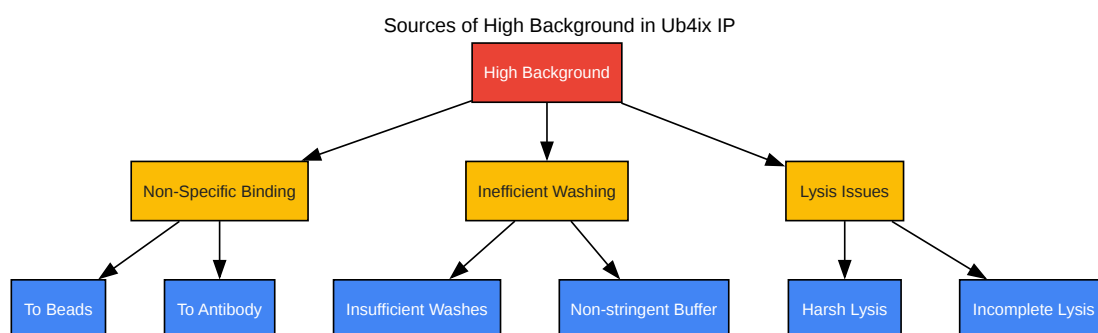 Sources of High Background in Ub4ix IP
High Background
Non-Specific Binding
Inefficient Washing
Lysis Issues
To Beads
To Antibody
Insufficient Washes
Non-stringent Buffer
Harsh Lysis
Incomplete Lysis